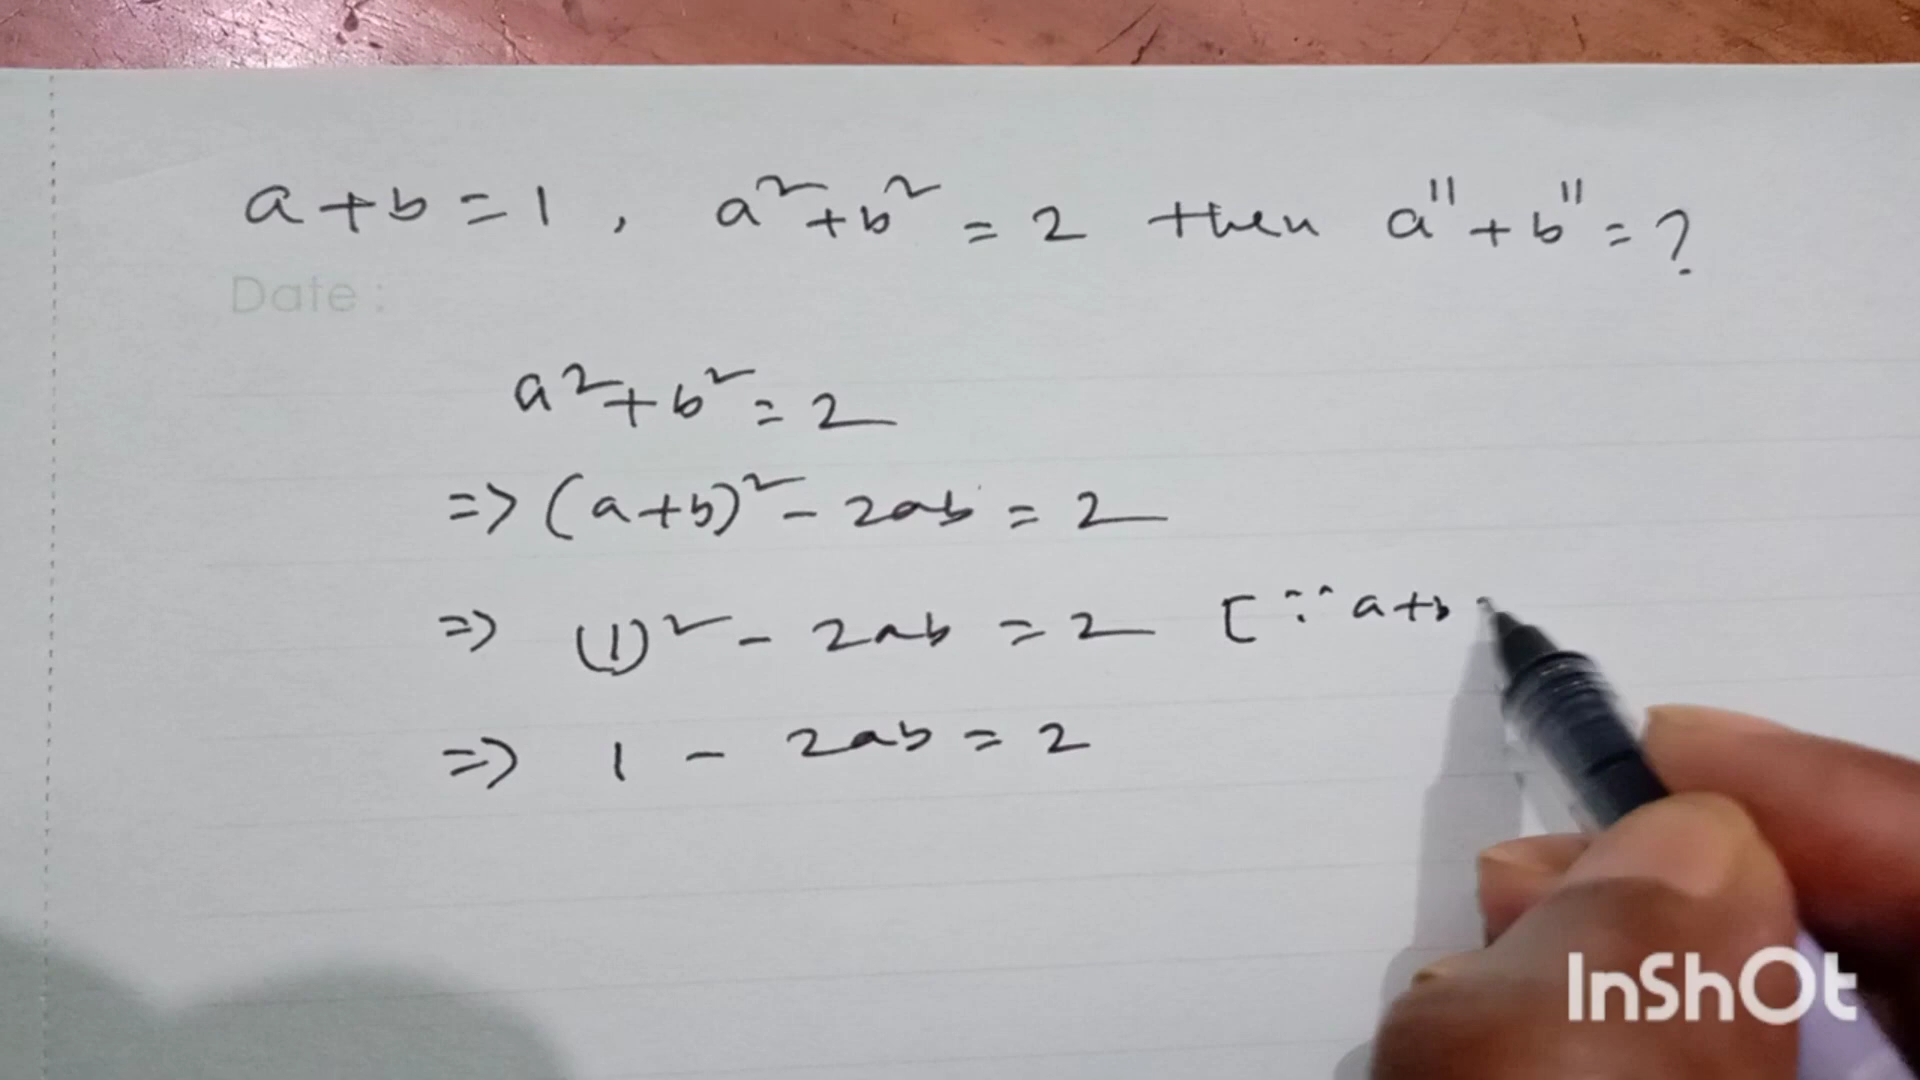 a + b = 1 , a² + b² = 2 then a¹¹ + b¹¹ = ?
Date :
a² + b² = 2
=> (a+b)² - 2ab = 2
=> (1)² - 2ab = 2 [ ∵ a+b
=> 1 - 2ab = 2
InShOt